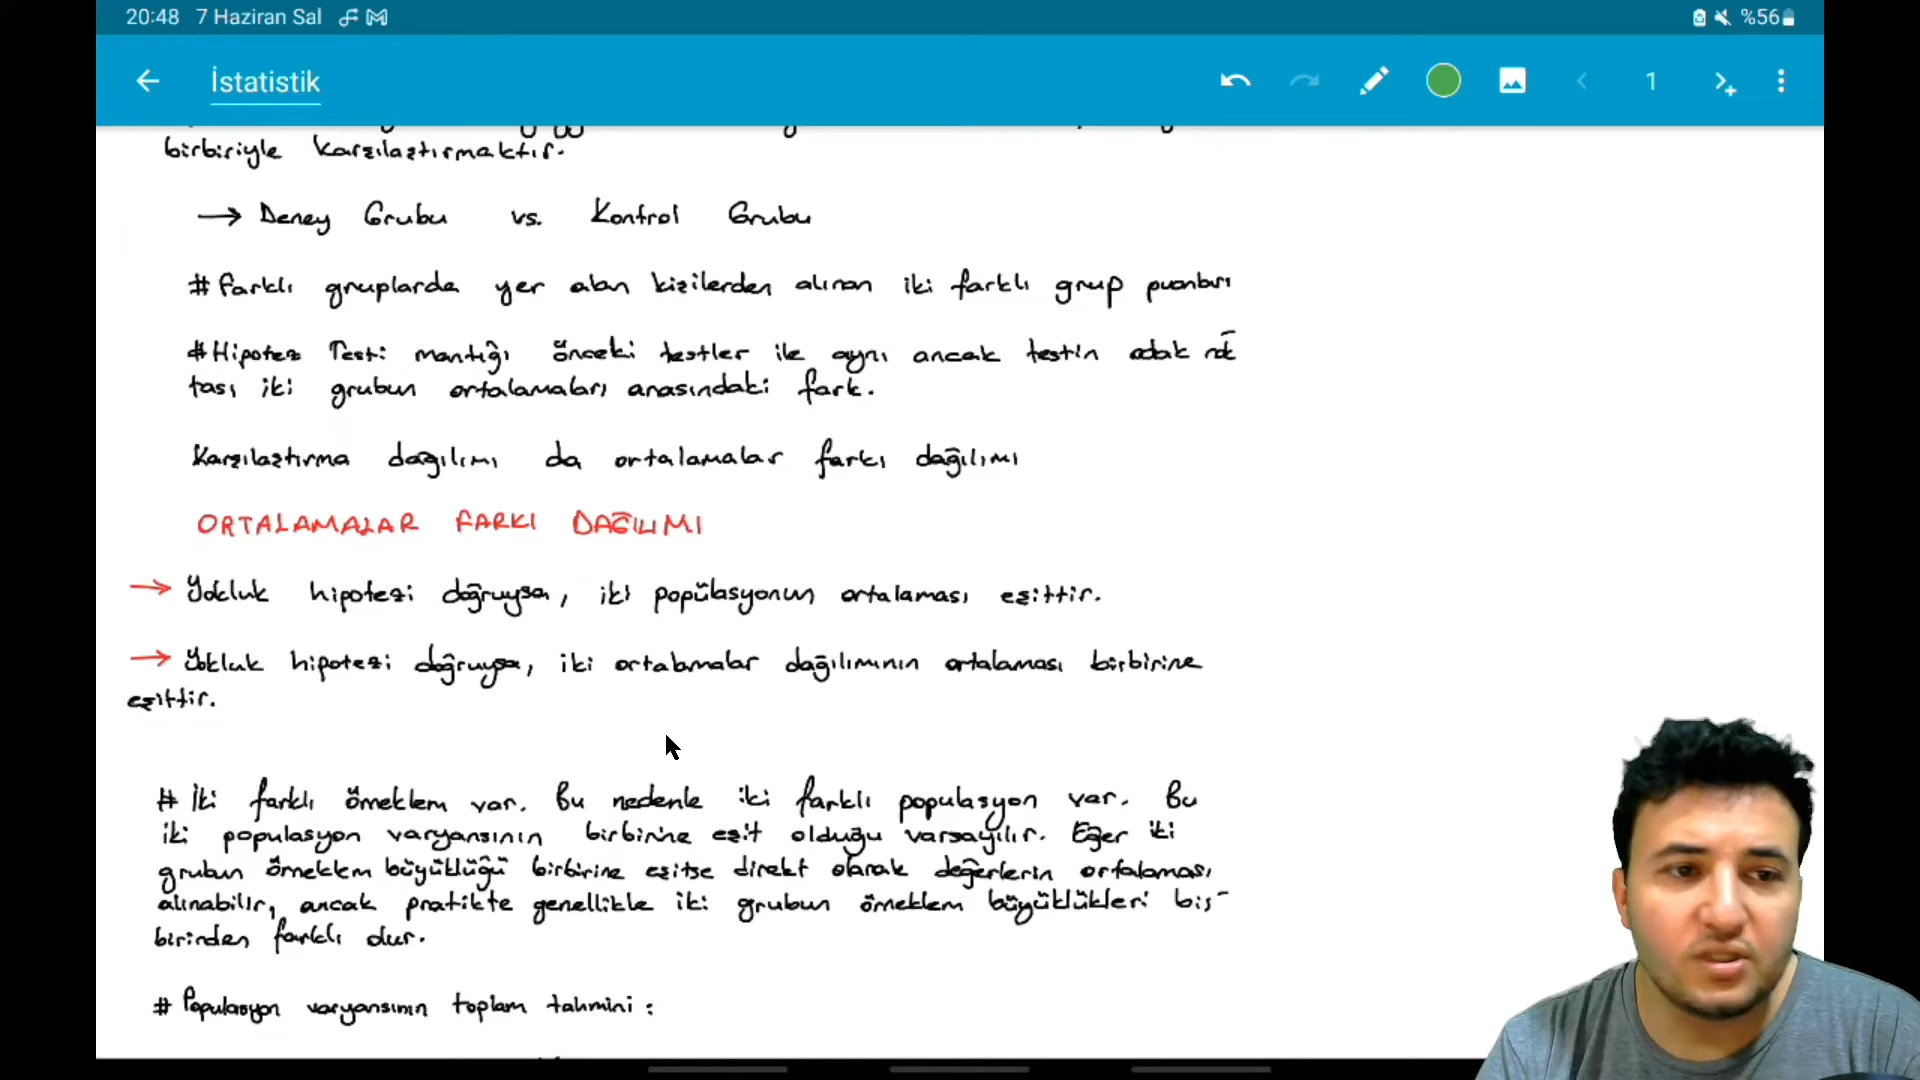 20:48 7 Haziran Sal %56
İstatistik 1
birbiriyle karşılaştırmaktır.
→ Deney Grubu vs. Kontrol Grubu
# farklı gruplarda yer alan kişilerden alınan iki farklı grup puanları
# Hipotez Testi mantığı önceki testler ile aynı ancak testin odak nok
tası iki grubun ortalamaları arasındaki fark.
Karşılaştırma dağılımı da ortalamalar farkı dağılımı
ORTALAMALAR FARKI DAĞILIMI
→ Yokluk hipotezi doğruysa, iki popülasyonun ortalaması eşittir.
→ Yokluk hipotezi doğruysa, iki ortalamalar dağılımının ortalaması birbirine
eşittir.
# İki farklı örneklem var. Bu nedenle iki farklı populasyon var. Bu
iki populasyon varyansının birbirine eşit olduğu varsayılır. Eğer iki
grubun örneklem büyüklüğü birbirine eşitse direkt olarak değerlerin ortalaması
alınabilir, ancak pratikte genellikle iki grubun örneklem büyüklükleri bir-
birinden farklı dur.
# Populasyon varyansının toplam tahmini :